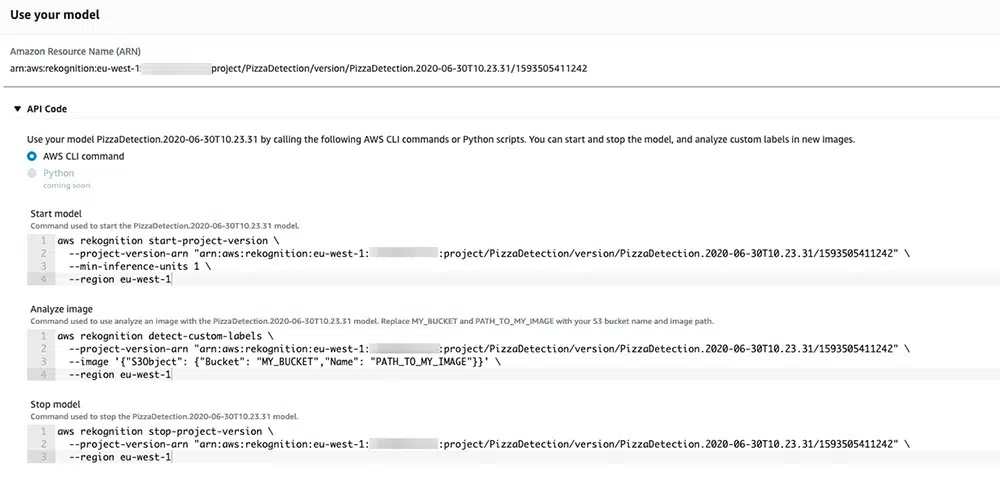 Use your model
Amazon Resource Name (ARN)
arn:aws:rekognition:eu-west-1: project/PizzaDetection/version/PizzaDetection.2020-06-30T10.23.31/1593505411242
▼ API Code
Use your model PizzaDetection.2020-06-30T10.23.31 by calling the following AWS CLI commands or Python scripts. You can start and stop the model, and analyze custom labels in new images.
AWS CLI command
Python
coming soon
Start model
Command used to start the PizzaDetection.2020-06-30T10.23.31 model.
1 aws rekognition start-project-version \
2 --project-version-arn "arn:aws:rekognition:eu-west-1: :project/PizzaDetection/version/PizzaDetection.2020-06-30T10.23.31/1593505411242" \
3 --min-inference-units 1 \
4 --region eu-west-1
Analyze image
Command used to use analyze an image with the PizzaDetection.2020-06-30T10.23.31 model. Replace MY_BUCKET and PATH_TO_MY_IMAGE with your S3 bucket name and image path.
1 aws rekognition detect-custom-labels \
2 --project-version-arn "arn:aws:rekognition:eu-west-1: :project/PizzaDetection/version/PizzaDetection.2020-06-30T10.23.31/1593505411242" \
3 --image '{"S3Object": {"Bucket": "MY_BUCKET","Name": "PATH_TO_MY_IMAGE"}}' \
4 --region eu-west-1
Stop model
Command used to stop the PizzaDetection.2020-06-30T10.23.31 model.
1 aws rekognition stop-project-version \
2 --project-version-arn "arn:aws:rekognition:eu-west-1: :project/PizzaDetection/version/PizzaDetection.2020-06-30T10.23.31/1593505411242" \
3 --region eu-west-1